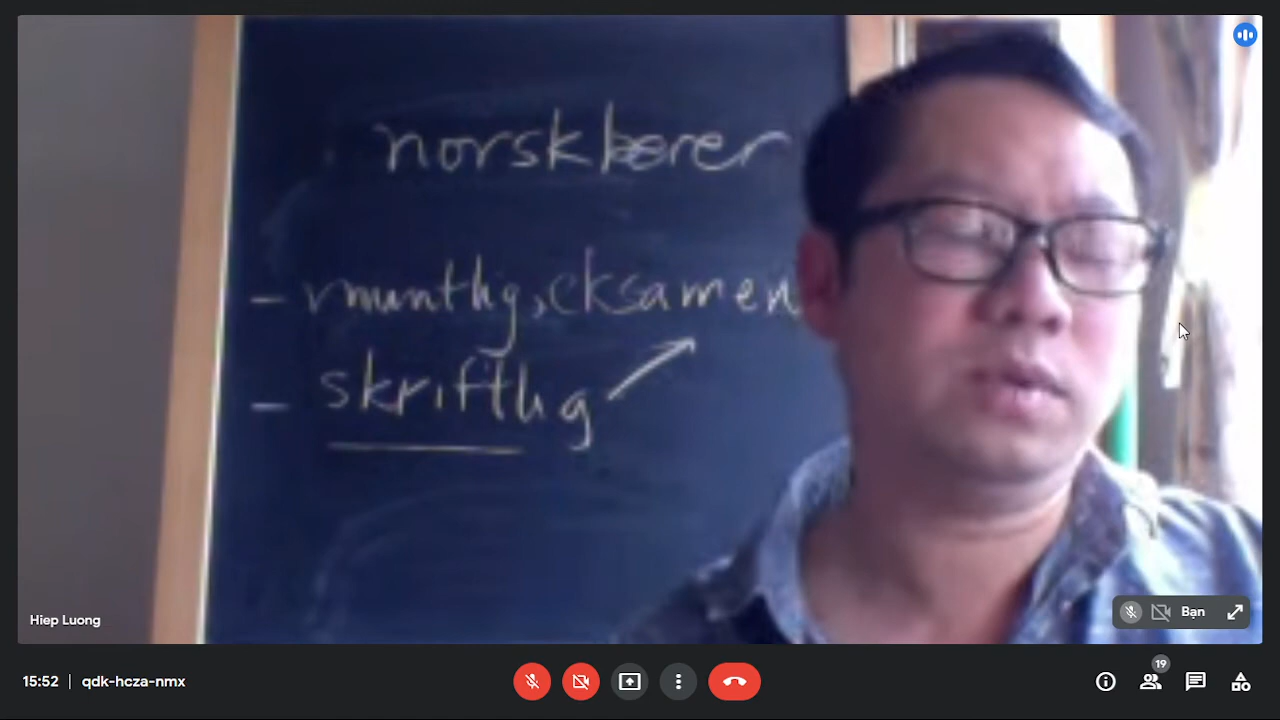 norsklærer
- muntlig, eksamen
- skriftlig
Hiep Luong
Bạn
15:52 | qdk-hcza-nmx
19